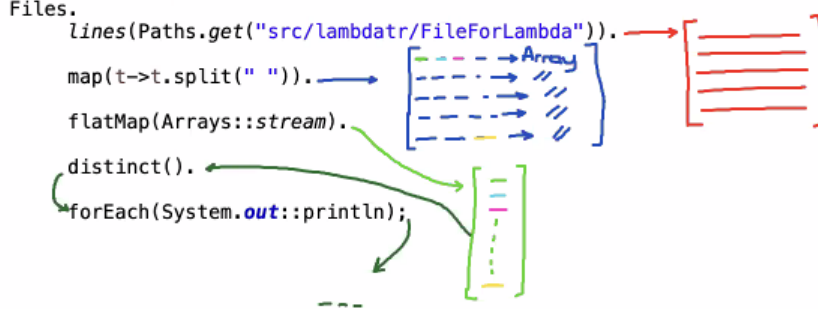 Files.
lines(Paths.get("src/lambdatr/FileForLambda")).
map(t->t.split(" ")). Array
flatMap(Arrays::stream).
distinct().
forEach(System.out::println);